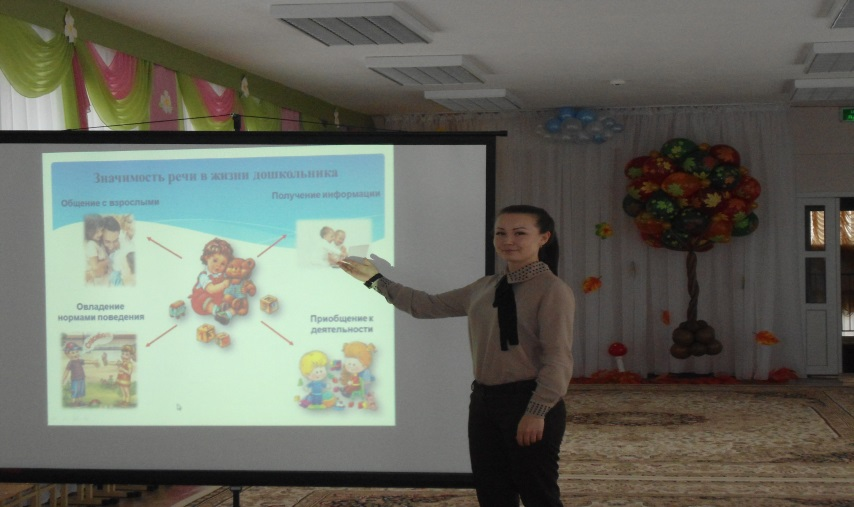 Значимость речи в жизни дошкольника
Общение с взрослыми
Получение информации
Овладение
нормами поведения
Приобщение к
деятельности